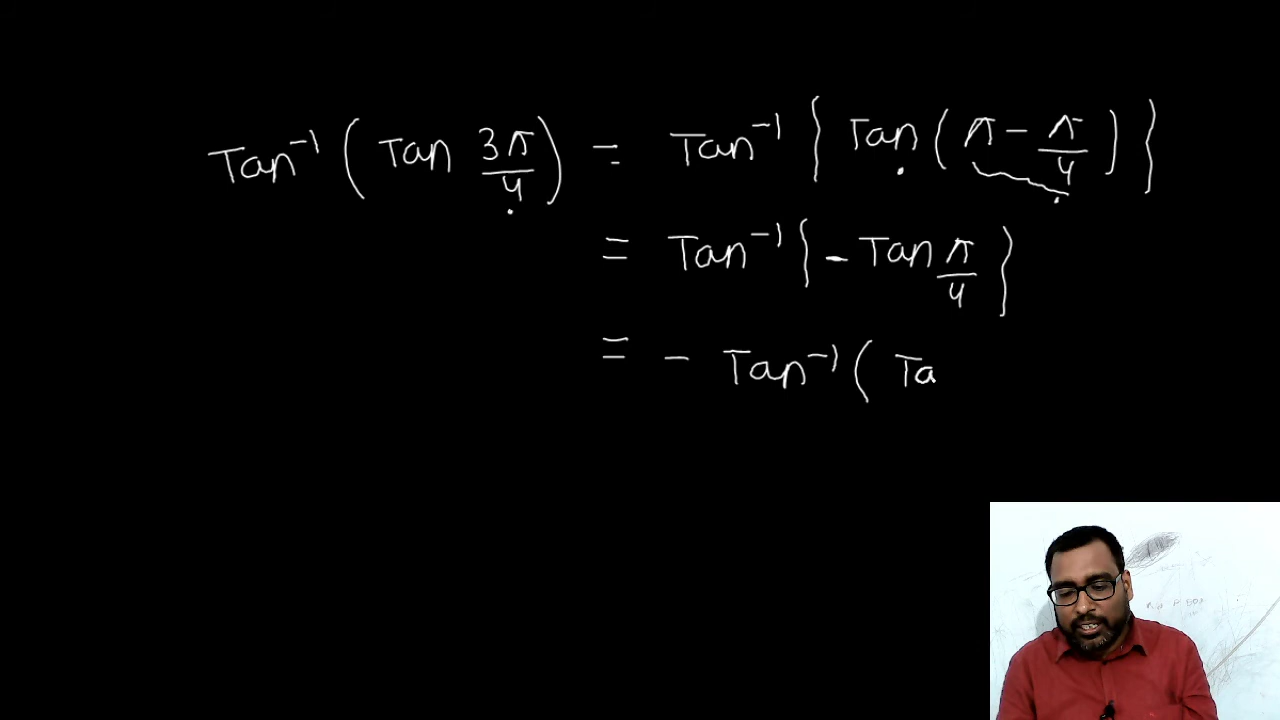 Tan⁻¹ ( Tan 3π/4 ) = Tan⁻¹ { Tan ( π − π/4 ) }
= Tan⁻¹ { - Tan π/4 }
= − Tan⁻¹ ( Ta